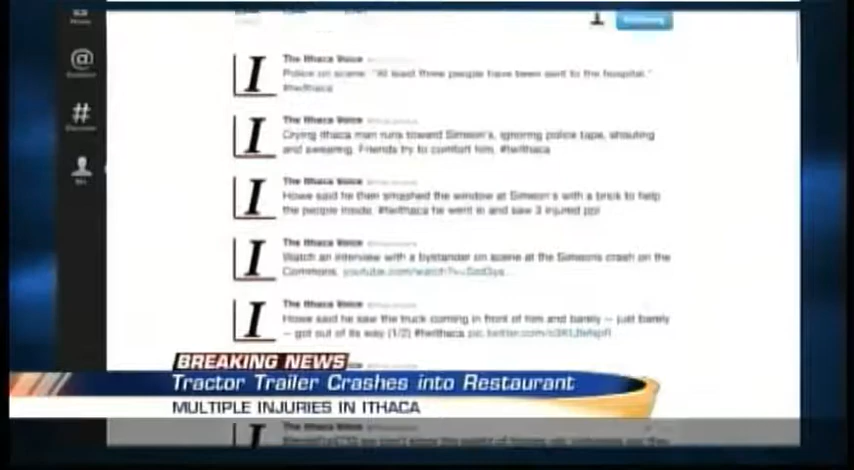 Following
The Ithaca Voice
Police on scene: "At least three people have been sent to the hospital."
#twithaca
The Ithaca Voice
Crying Ithaca man runs toward Simeon's, ignoring police tape, shouting
and swearing. Friends try to comfort him. #twithaca
The Ithaca Voice
Howe said he then smashed the window at Simeon's with a brick to help
the people inside. #twithaca he went in and saw 3 injured ppl
The Ithaca Voice
Watch an interview with a bystander on scene at the Simeons crash on the
Commons.
The Ithaca Voice
Howe said he saw the truck coming in front of him and barely -- just barely
-- got out of its way (1/2) #twithaca
BREAKING NEWS
Tractor Trailer Crashes into Restaurant
MULTIPLE INJURIES IN ITHACA
I
I
I
I
I
I
@
#
Me